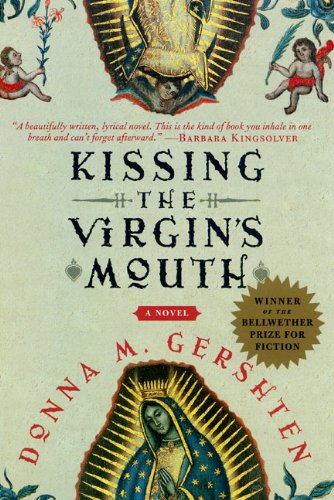 "A beautifully written, lyrical novel. This is the kind of book you inhale in one
breath and can't forget afterward." —BARBARA KINGSOLVER
KISSING
THE
VIRGIN'S
MOUTH
A NOVEL
WINNER
OF THE
BELLWETHER
PRIZE FOR
FICTION
DONNA M. GERSHTEN